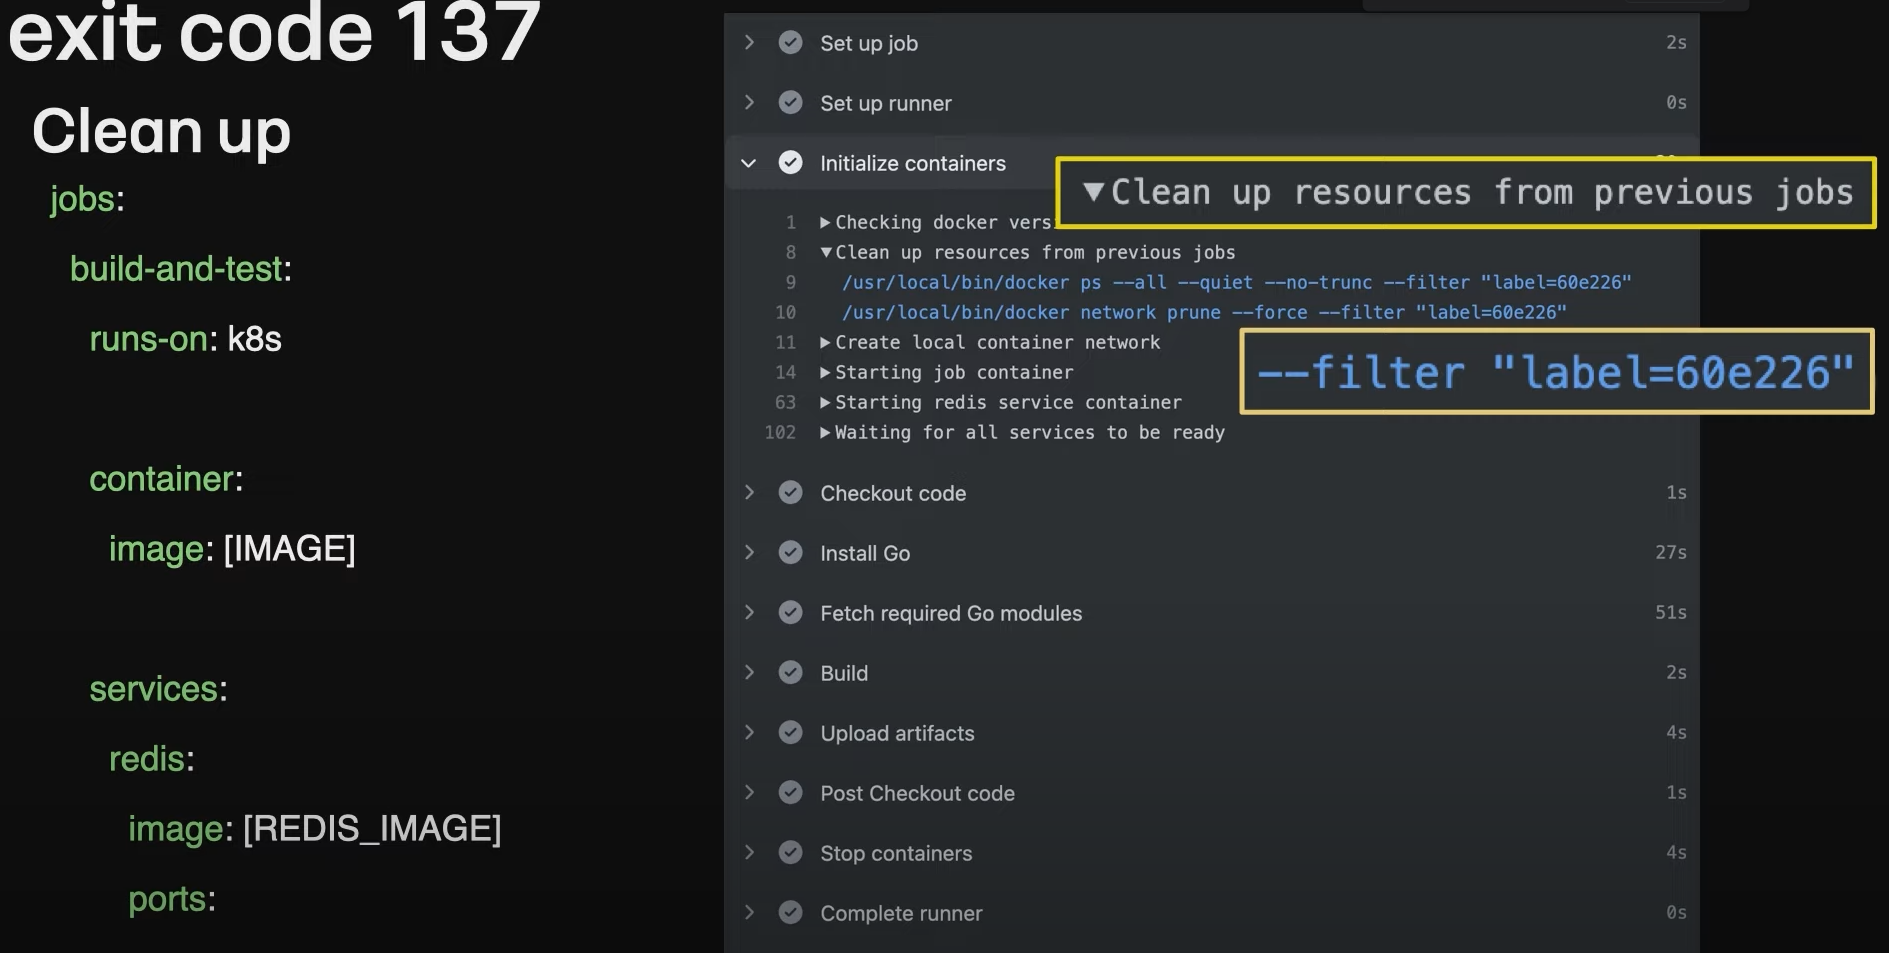 exit code 137
Clean up
jobs:
build-and-test:
runs-on: k8s
container:
image: [IMAGE]
services:
redis:
image: [REDIS_IMAGE]
ports:
Set up job 2s
Set up runner 0s
Initialize containers
▼Clean up resources from previous jobs
1 ▶Checking docker
8 ▼Clean up resources from previous jobs
9 /usr/local/bin/docker ps --all --quiet --no-trunc --filter "label=60e226"
10 /usr/local/bin/docker network prune --force --filter "label=60e226"
11 ▶Create local container network
--filter "label=60e226"
14 ▶Starting job container
63 ▶Starting redis service container
102 ▶Waiting for all services to be ready
Checkout code 1s
Install Go 27s
Fetch required Go modules 51s
Build 2s
Upload artifacts 4s
Post Checkout code 1s
Stop containers 4s
Complete runner 0s